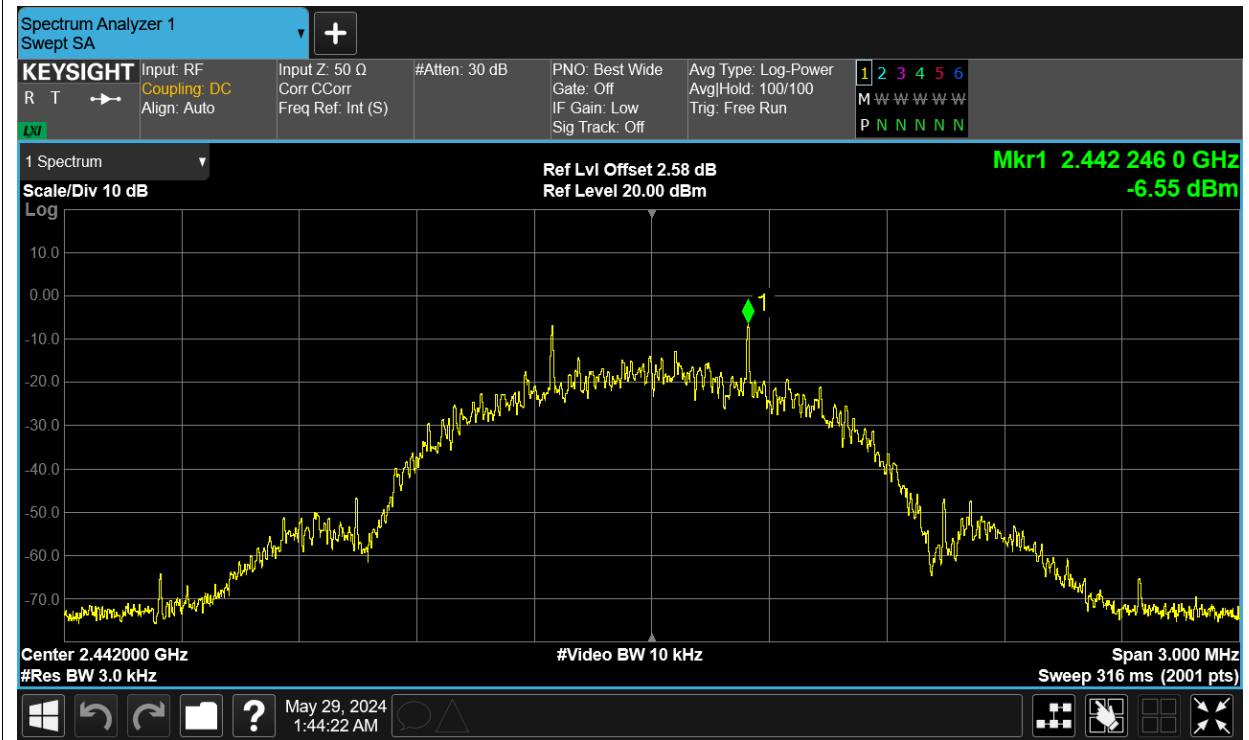 Spectrum Analyzer 1
Swept SA
+
KEYSIGHT
R T
LXI
Input: RF
Coupling: DC
Align: Auto
Input Z: 50 Ω
Corr CCorr
Freq Ref: Int (S)
#Atten: 30 dB
PNO: Best Wide
Gate: Off
IF Gain: Low
Sig Track: Off
Avg Type: Log-Power
Avg|Hold: 100/100
Trig: Free Run
1 2 3 4 5 6
M W W W W W
P N N N N N
1 Spectrum
Scale/Div 10 dB
Ref Lvl Offset 2.58 dB
Ref Level 20.00 dBm
Mkr1 2.442 246 0 GHz
-6.55 dBm
Log
10.0
0.00
-10.0
-20.0
-30.0
-40.0
-50.0
-60.0
-70.0
1
Center 2.442000 GHz
#Res BW 3.0 kHz
#Video BW 10 kHz
Span 3.000 MHz
Sweep 316 ms (2001 pts)
?
May 29, 2024
1:44:22 AM